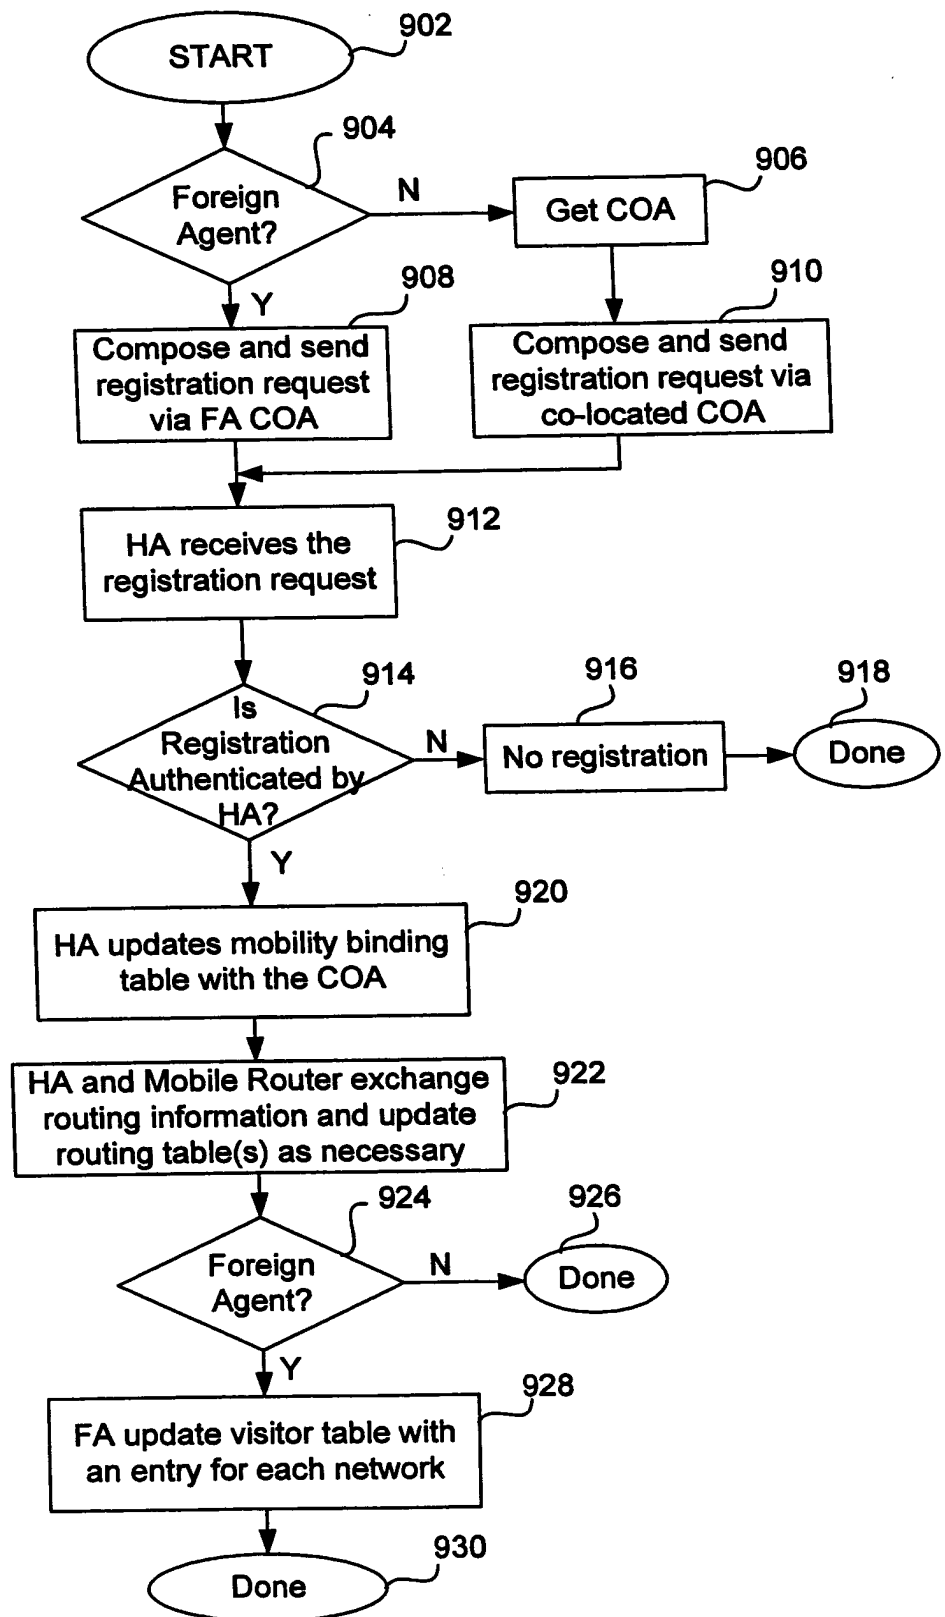 902
START
904
Foreign
Agent?
N
906
Get COA
Y
908
Compose and send
registration request
via FA COA
910
Compose and send
registration request via
co-located COA
912
HA receives the
registration request
914
Is
Registration
Authenticated by
HA?
N
916
No registration
918
Done
Y
920
HA updates mobility binding
table with the COA
922
HA and Mobile Router exchange
routing information and update
routing table(s) as necessary
924
Foreign
Agent?
N
926
Done
Y
928
FA update visitor table with
an entry for each network
930
Done